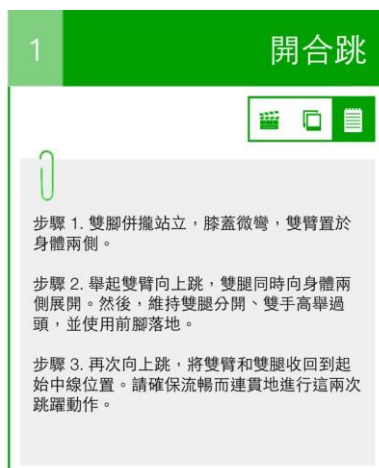 1
開合跳
步驟 1. 雙腳併攏站立，膝蓋微彎，雙臂置於
身體兩側。
步驟 2. 舉起雙臂向上跳，雙腿同時向身體兩
側展開。然後，維持雙腿分開、雙手高舉過
頭，並使用前腳落地。
步驟 3. 再次向上跳，將雙臂和雙腿收回到起
始中線位置。請確保流暢而連貫地進行這兩次
跳躍動作。